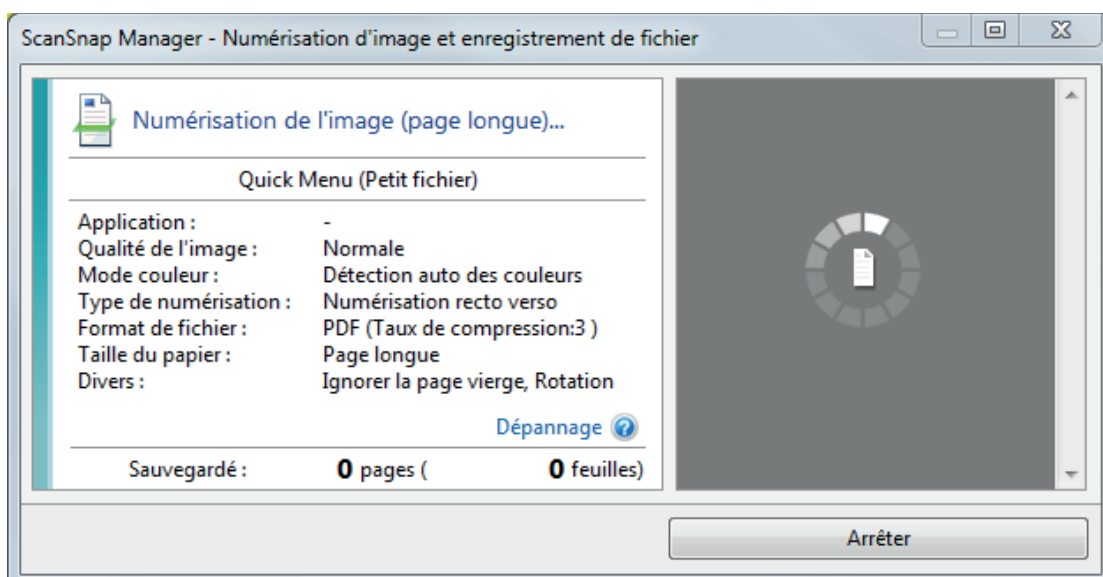 ScanSnap Manager - Numérisation d'image et enregistrement de fichier
Numérisation de l'image (page longue)...
Quick Menu (Petit fichier)
Application : -
Qualité de l'image : Normale
Mode couleur : Détection auto des couleurs
Type de numérisation : Numérisation recto verso
Format de fichier : PDF (Taux de compression:3 )
Taille du papier : Page longue
Divers : Ignorer la page vierge, Rotation
Dépannage
Sauvegardé : 0 pages ( 0 feuilles)
Arrêter